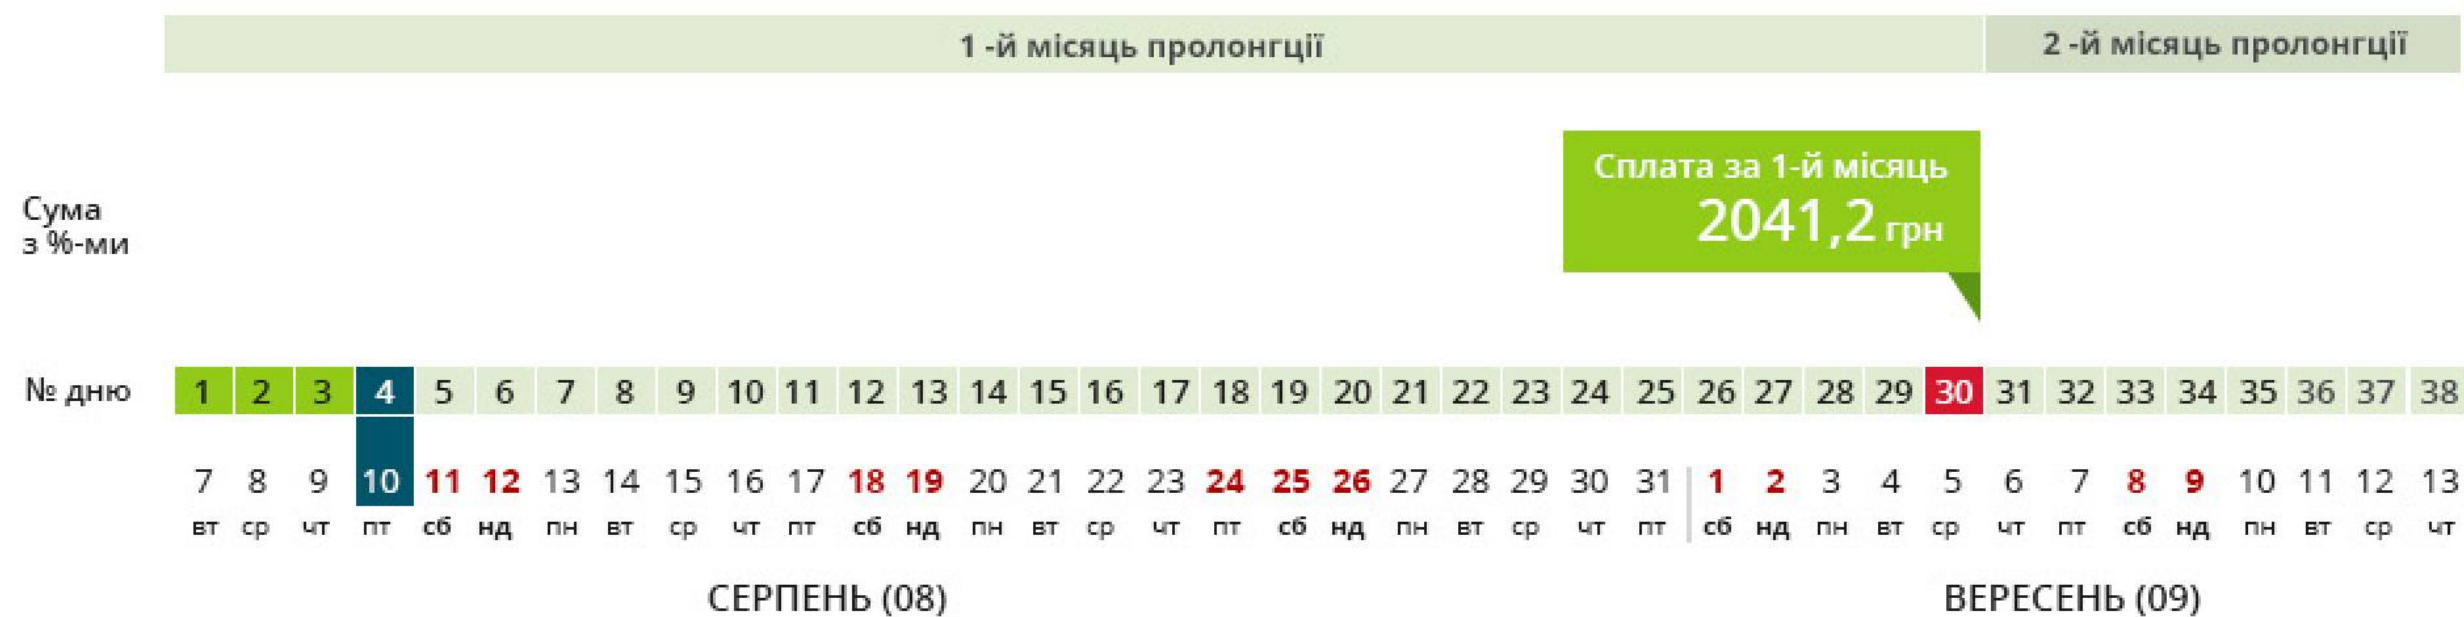 1 -й місяць пролонгції 2 -й місяць пролонгції
Сплата за 1-й місяць
2041,2 грн
Сума
з %-ми
№ дню 1 2 3 4 5 6 7 8 9 10 11 12 13 14 15 16 17 18 19 20 21 22 23 24 25 26 27 28 29 30 31 32 33 34 35 36 37 38
7 8 9 10 11 12 13 14 15 16 17 18 19 20 21 22 23 24 25 26 27 28 29 30 31 1 2 3 4 5 6 7 8 9 10 11 12 13
вт ср чт пт сб нд пн вт ср чт пт сб нд пн вт ср чт пт сб нд пн вт ср чт пт сб нд пн вт ср чт пт сб нд пн вт ср чт
СЕРПЕНЬ (08) ВЕРЕСЕНЬ (09)